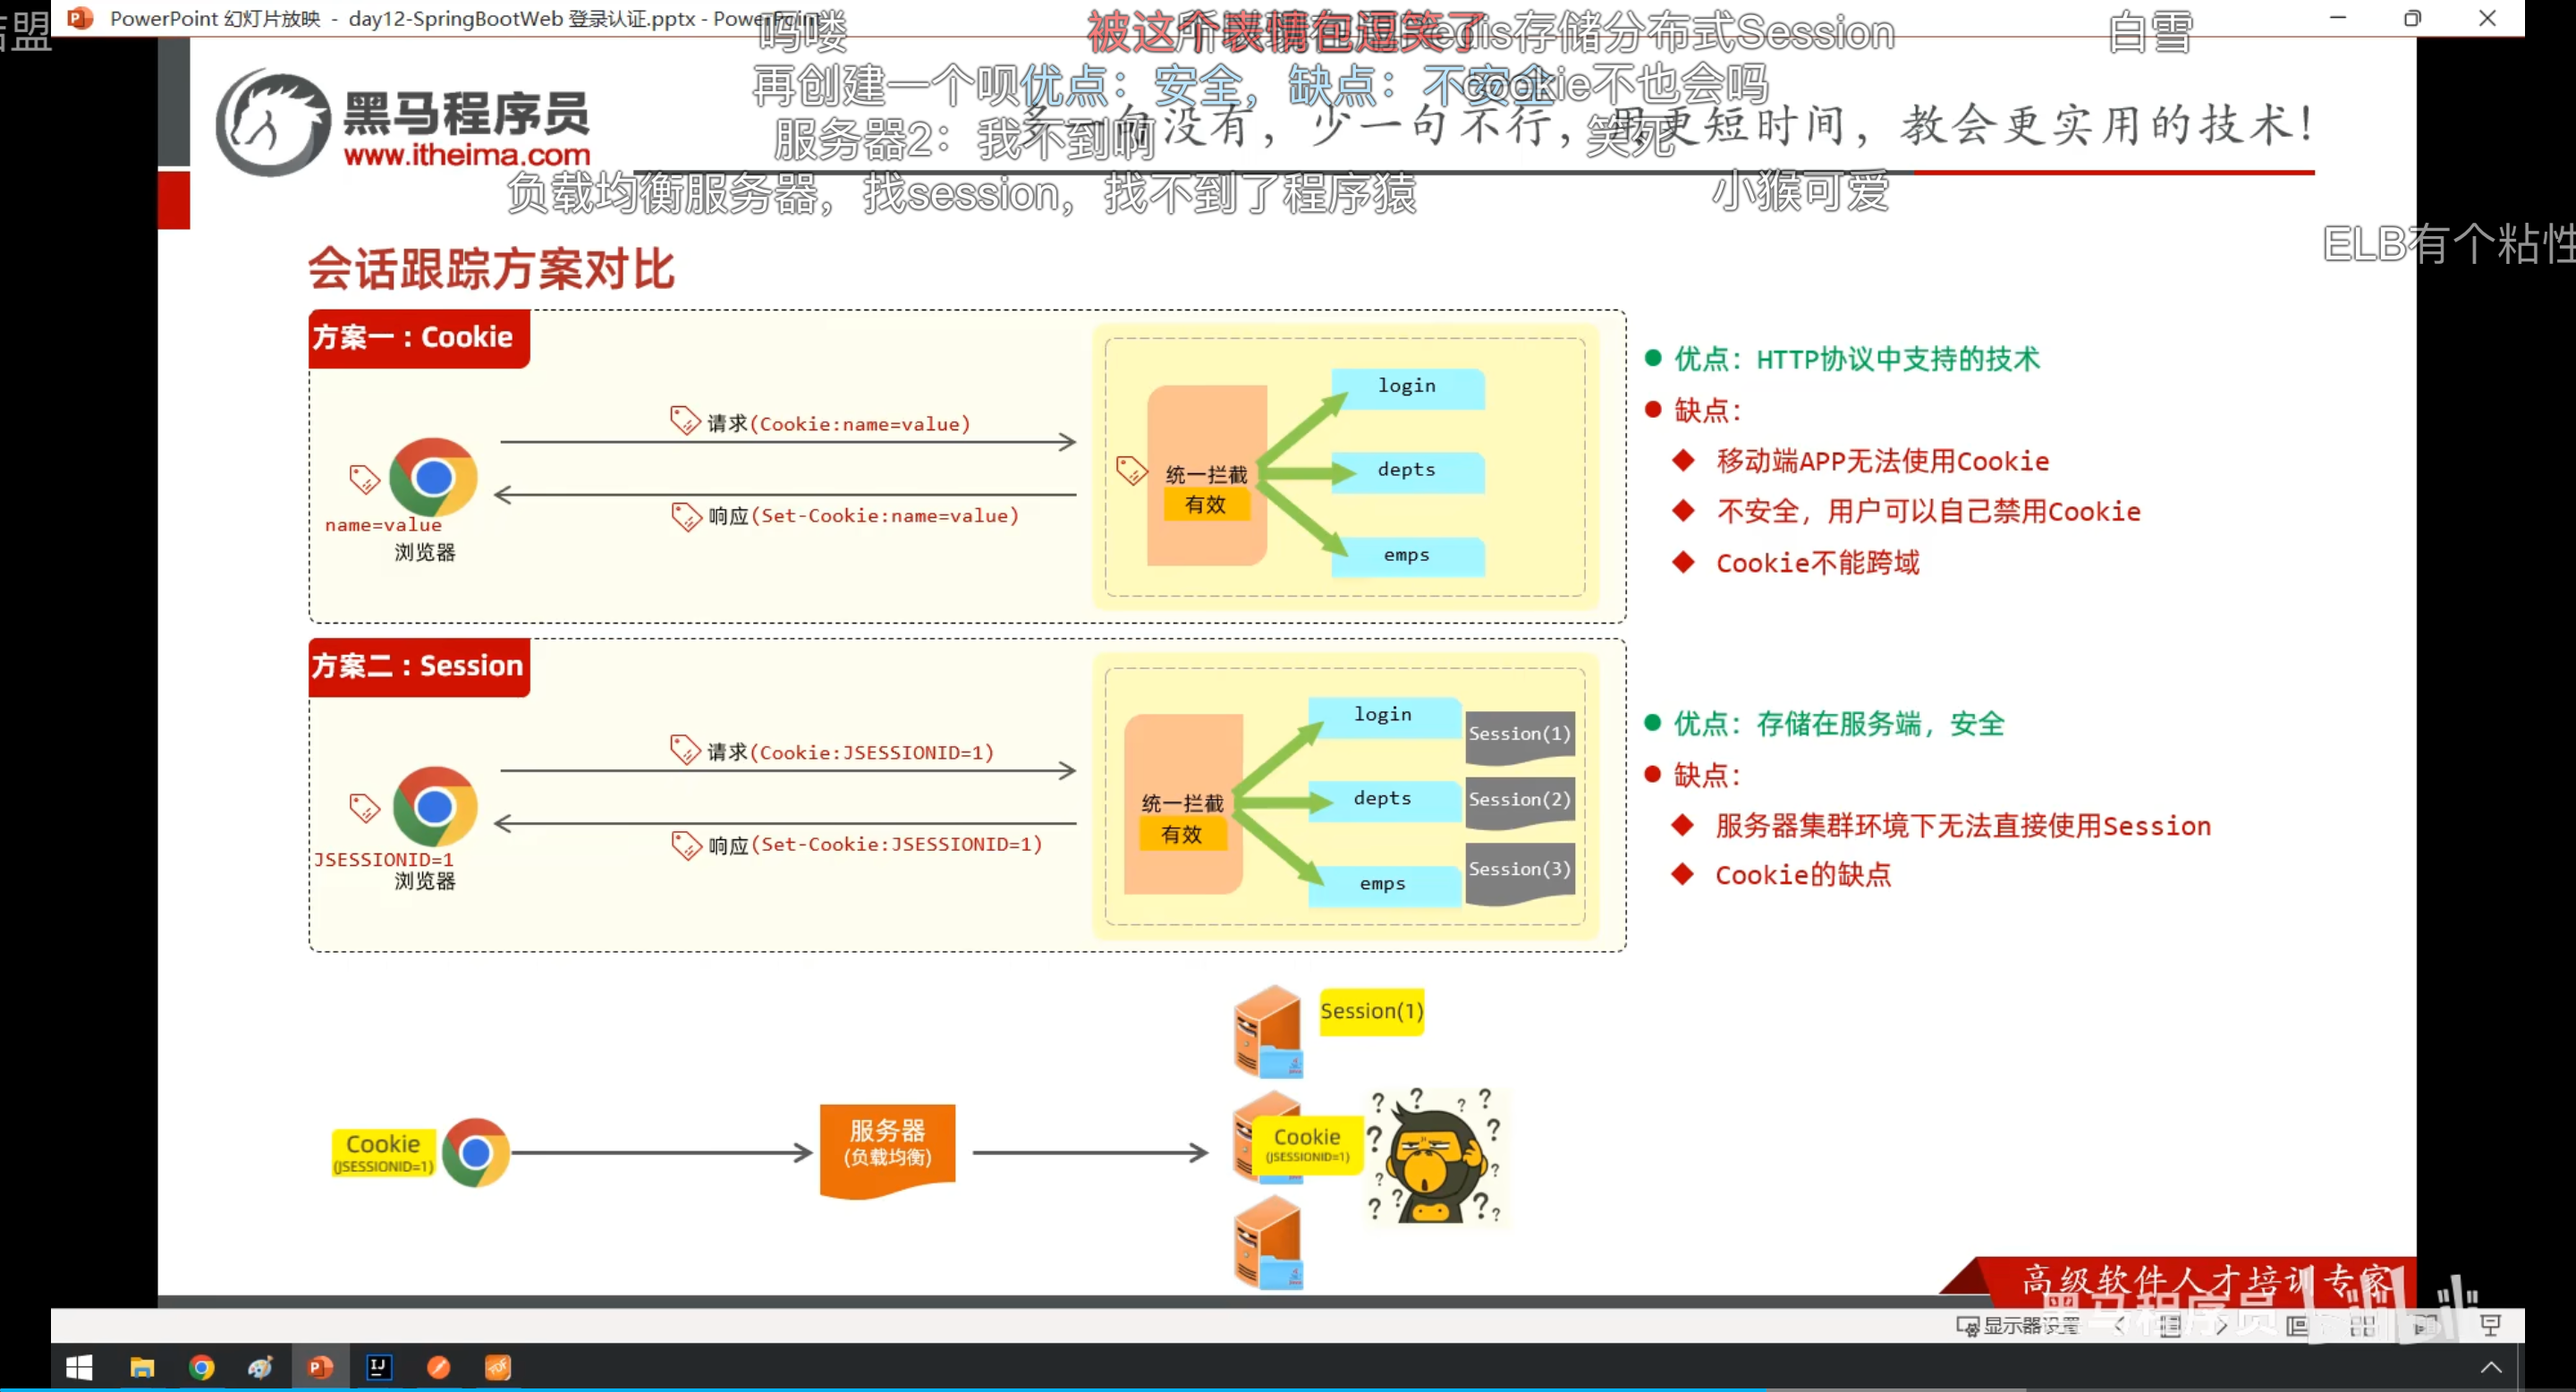 PowerPoint 幻灯片放映 - day12-SpringBootWeb 登录认证.pptx - PowerPoint
吗喽
被这个表情包逗笑了
存储分布式Session
白雪
再创建一个呗
优点：安全，缺点：不安全
cookie不也会吗
服务器2：我不到啊
笑死
负载均衡服务器，找session，找不到了程序猿
小猴可爱
ELB有个粘性
黑马程序员
www.itheima.com
多一句没有，少一句不行，用更短时间，教会更实用的技术！
会话跟踪方案对比
方案一：Cookie
请求(Cookie:name=value)
响应(Set-Cookie:name=value)
name=value
浏览器
统一拦截
有效
login
depts
emps
优点：HTTP协议中支持的技术
缺点：
移动端APP无法使用Cookie
不安全，用户可以自己禁用Cookie
Cookie不能跨域
方案二：Session
请求(Cookie:JSESSIONID=1)
响应(Set-Cookie:JSESSIONID=1)
JSESSIONID=1
浏览器
统一拦截
有效
login
depts
emps
Session(1)
Session(2)
Session(3)
优点：存储在服务端，安全
缺点：
服务器集群环境下无法直接使用Session
Cookie的缺点
Cookie
(JSESSIONID=1)
服务器
(负载均衡)
Session(1)
Cookie
(JSESSIONID=1)
高级软件人才培训专家
黑马程序员
显示器设置